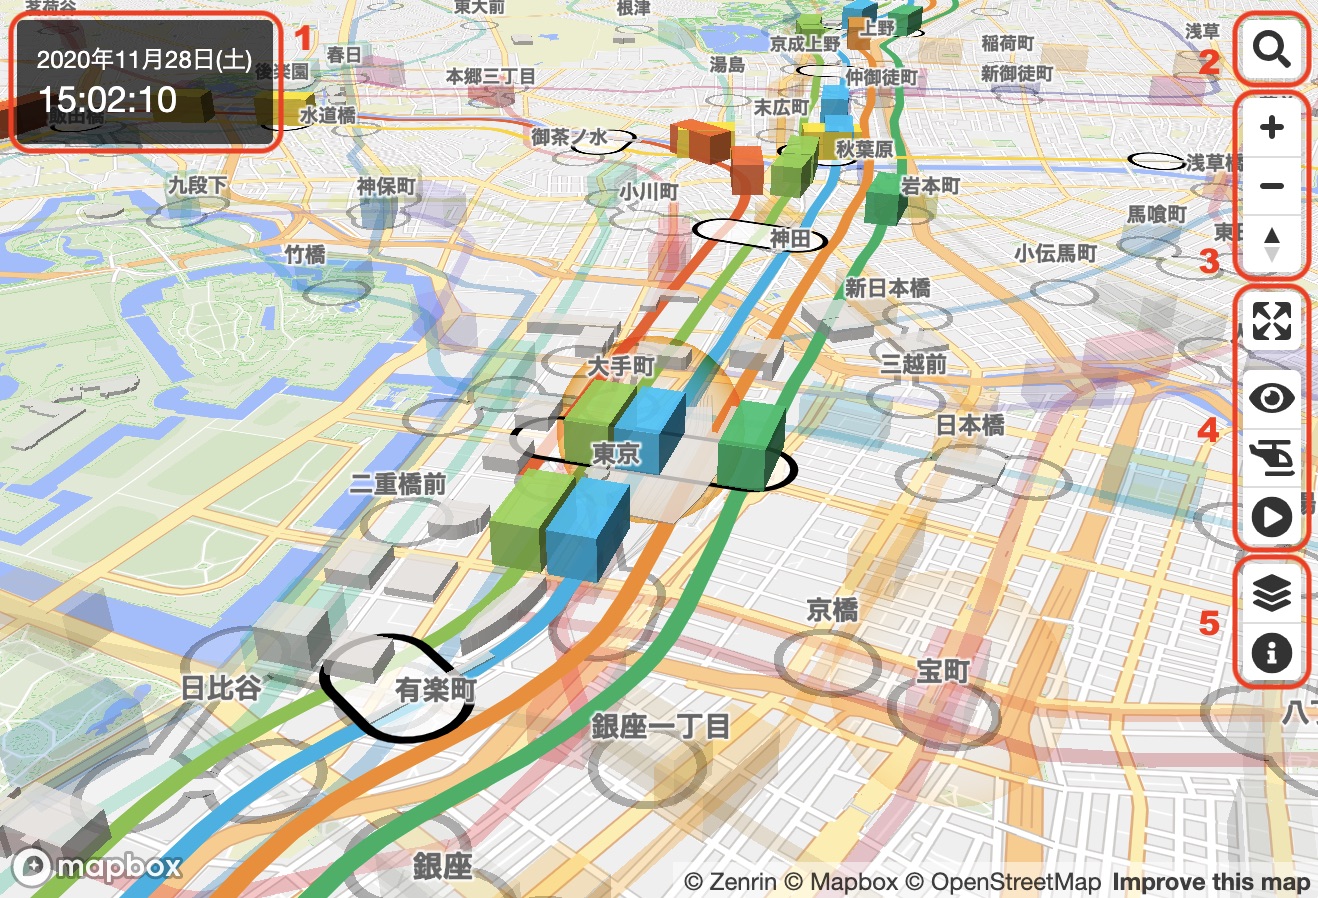 茗荷谷
東大前
根津
2020年11月28日(土)
15:02:10
1
春日
後楽園
本郷三丁目
水道橋
飯田橋
御茶ノ水
京成上野
上野
湯島
仲御徒町
末広町
秋葉原
稲荷町
新御徒町
浅草
2
九段下
神保町
小川町
岩本町
竹橋
神田
馬喰町
小伝馬町
3
新日本橋
大手町
三越前
日本橋
4
東京
二重橋前
京橋
5
宝町
日比谷
有楽町
銀座一丁目
銀座
mapbox
© Zenrin © Mapbox © OpenStreetMap Improve this map